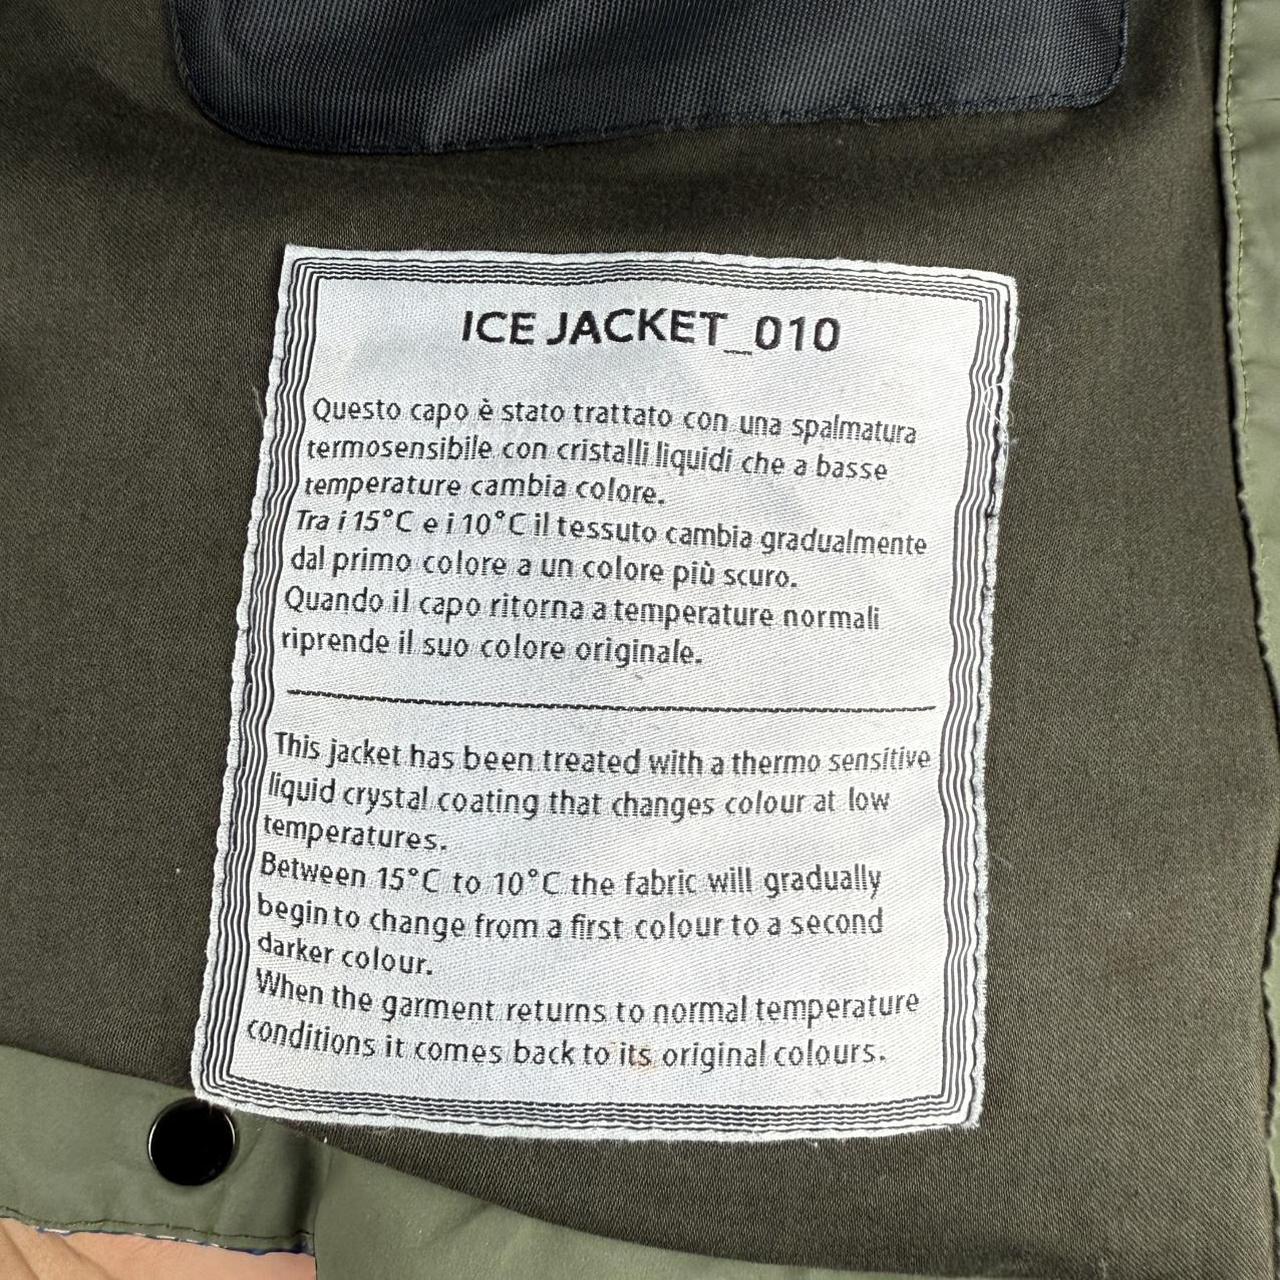 ICE JACKET_010
Questo capo è stato trattato con una spalmatura
termosensibile con cristalli liquidi che a basse
temperature cambia colore.
Tra i 15°C e i 10°C il tessuto cambia gradualmente
dal primo colore a un colore più scuro.
Quando il capo ritorna a temperature normali
riprende il suo colore originale.
This jacket has been treated with a thermo sensitive
liquid crystal coating that changes colour at low
temperatures.
Between 15°C to 10°C the fabric will gradually
begin to change from a first colour to a second
darker colour.
When the garment returns to normal temperature
conditions it comes back to its original colours.